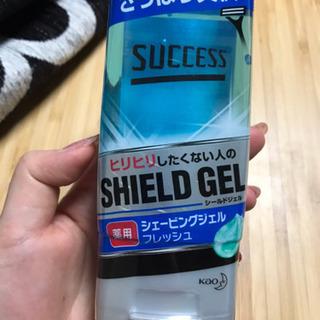 SUCCESS
ヒリヒリしたくない人の
SHIELD GEL
シールドジェル
薬用 シェービングジェル
フレッシュ
Kao